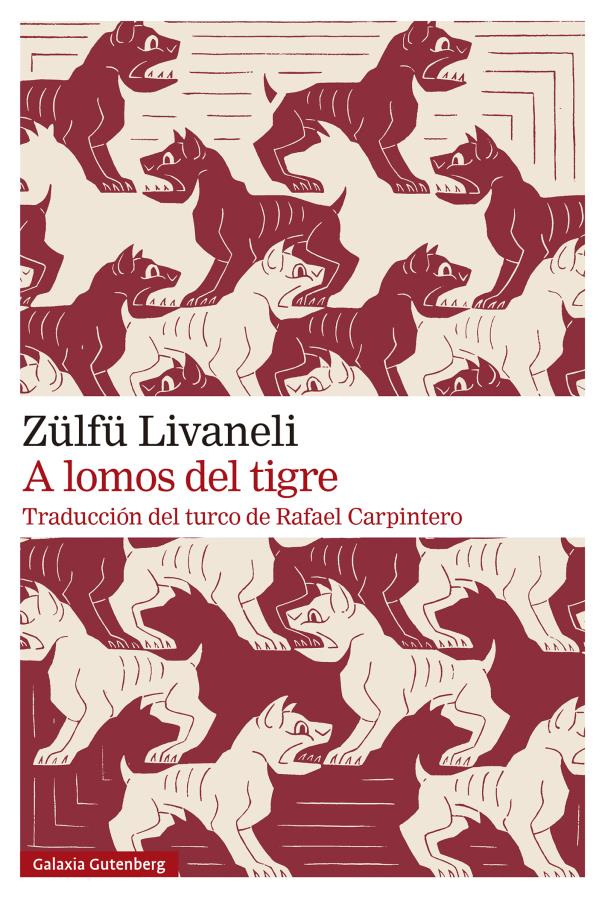 Zülfü Livaneli
A lomos del tigre
Traducción del turco de Rafael Carpintero
Galaxia Gutenberg